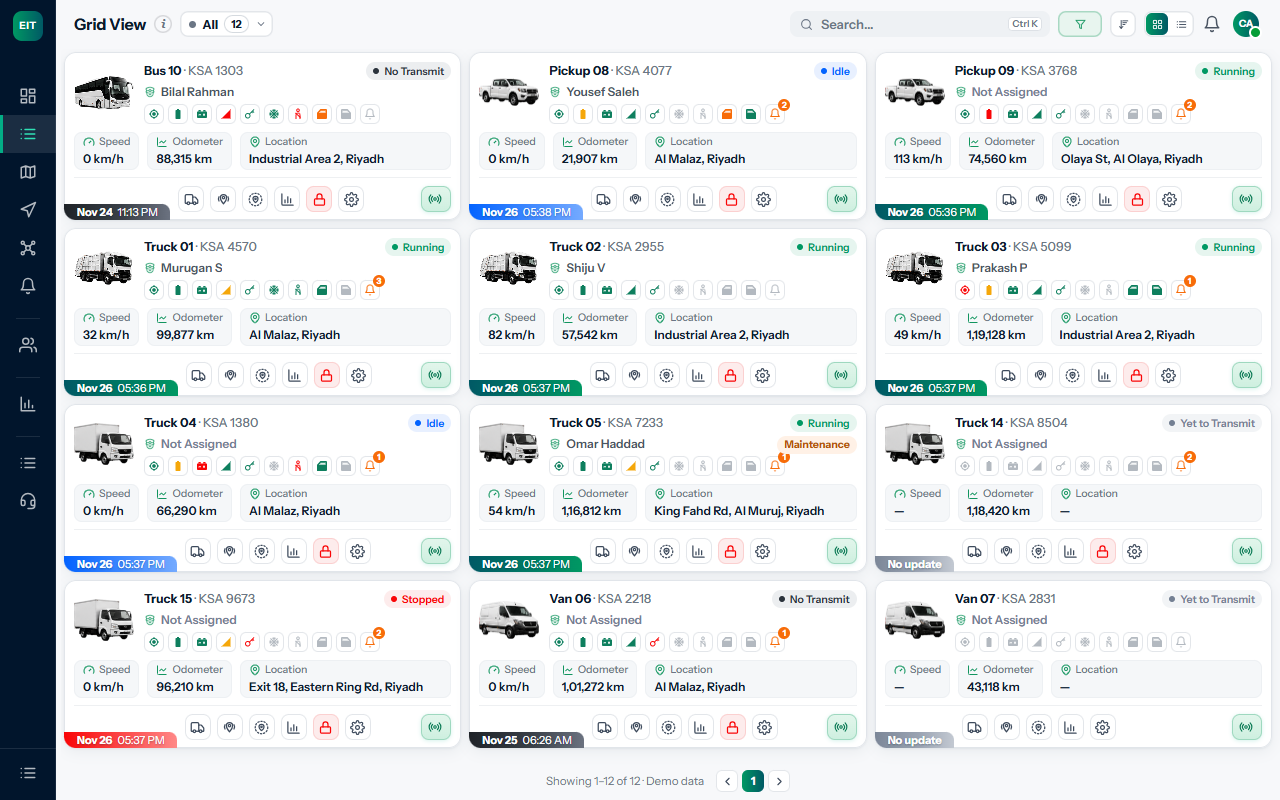 EIT
Grid View
All 12
Search...
Ctrl K
CA
Bus 10 · KSA 1303
No Transmit
Bilal Rahman
Speed
0 km/h
Odometer
88,315 km
Location
Industrial Area 2, Riyadh
Nov 24 11:13 PM
Pickup 08 · KSA 4077
Idle
Yousef Saleh
2
Speed
0 km/h
Odometer
21,907 km
Location
Al Malaz, Riyadh
Nov 26 05:38 PM
Pickup 09 · KSA 3768
Running
Not Assigned
2
Speed
113 km/h
Odometer
74,560 km
Location
Olaya St, Al Olaya, Riyadh
Nov 26 05:36 PM
Truck 01 · KSA 4570
Running
Murugan S
3
Speed
32 km/h
Odometer
99,877 km
Location
Al Malaz, Riyadh
Nov 26 05:36 PM
Truck 02 · KSA 2955
Running
Shiju V
Speed
82 km/h
Odometer
57,542 km
Location
Industrial Area 2, Riyadh
Nov 26 05:37 PM
Truck 03 · KSA 5099
Running
Prakash P
1
Speed
49 km/h
Odometer
1,19,128 km
Location
Industrial Area 2, Riyadh
Nov 26 05:37 PM
Truck 04 · KSA 1380
Idle
Not Assigned
1
Speed
0 km/h
Odometer
66,290 km
Location
Al Malaz, Riyadh
Nov 26 05:37 PM
Truck 05 · KSA 7233
Running
Omar Haddad
Maintenance
1
Speed
54 km/h
Odometer
1,16,812 km
Location
King Fahd Rd, Al Muruj, Riyadh
Nov 26 05:37 PM
Truck 14 · KSA 8504
Yet to Transmit
Not Assigned
2
Speed
—
Odometer
1,18,420 km
Location
—
No update
Truck 15 · KSA 9673
Stopped
Not Assigned
2
Speed
0 km/h
Odometer
96,210 km
Location
Exit 18, Eastern Ring Rd, Riyadh
Nov 26 05:37 PM
Van 06 · KSA 2218
No Transmit
Not Assigned
1
Speed
0 km/h
Odometer
1,01,272 km
Location
Al Malaz, Riyadh
Nov 25 06:26 AM
Van 07 · KSA 2831
Yet to Transmit
Not Assigned
Speed
—
Odometer
43,118 km
Location
—
No update
Showing 1–12 of 12 · Demo data
1